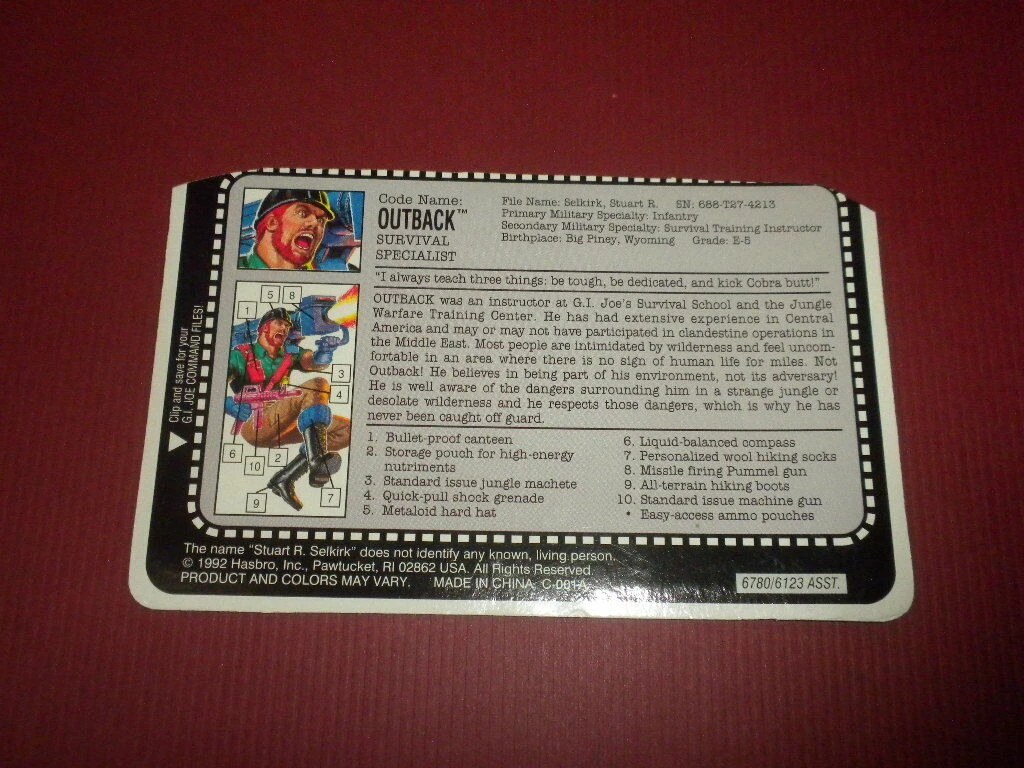 Code Name:
OUTBACK™
SURVIVAL
SPECIALIST
File Name: Selkirk, Stuart R. SN: 688-T27-4213
Primary Military Specialty: Infantry
Secondary Military Specialty: Survival Training Instructor
Birthplace: Big Piney, Wyoming Grade: E-5
"I always teach three things: be tough, be dedicated, and kick Cobra butt!"
OUTBACK was an instructor at G.I. Joe's Survival School and the Jungle
Warfare Training Center. He has had extensive experience in Central
America and may or may not have participated in clandestine operations in
the Middle East. Most people are intimidated by wilderness and feel uncom-
fortable in an area where there is no sign of human life for miles. Not
Outback! He believes in being part of his environment, not its adversary!
He is well aware of the dangers surrounding him in a strange jungle or
desolate wilderness and he respects those dangers, which is why he has
never been caught off guard.
1. Bullet-proof canteen
2. Storage pouch for high-energy
nutriments
3. Standard issue jungle machete
4. Quick-pull shock grenade
5. Metaloid hard hat
6. Liquid-balanced compass
7. Personalized wool hiking socks
8. Missile firing Pummel gun
9. All-terrain hiking boots
10. Standard issue machine gun
• Easy-access ammo pouches
5 8
1
3
4
6
10
2
9
7
Clip and save for your
G.I. JOE COMMAND FILES!
The name "Stuart R. Selkirk" does not identify any known, living person.
© 1992 Hasbro, Inc., Pawtucket, RI 02862 USA. All Rights Reserved.
PRODUCT AND COLORS MAY VARY. MADE IN CHINA. C-001A
6780/6123 ASST.